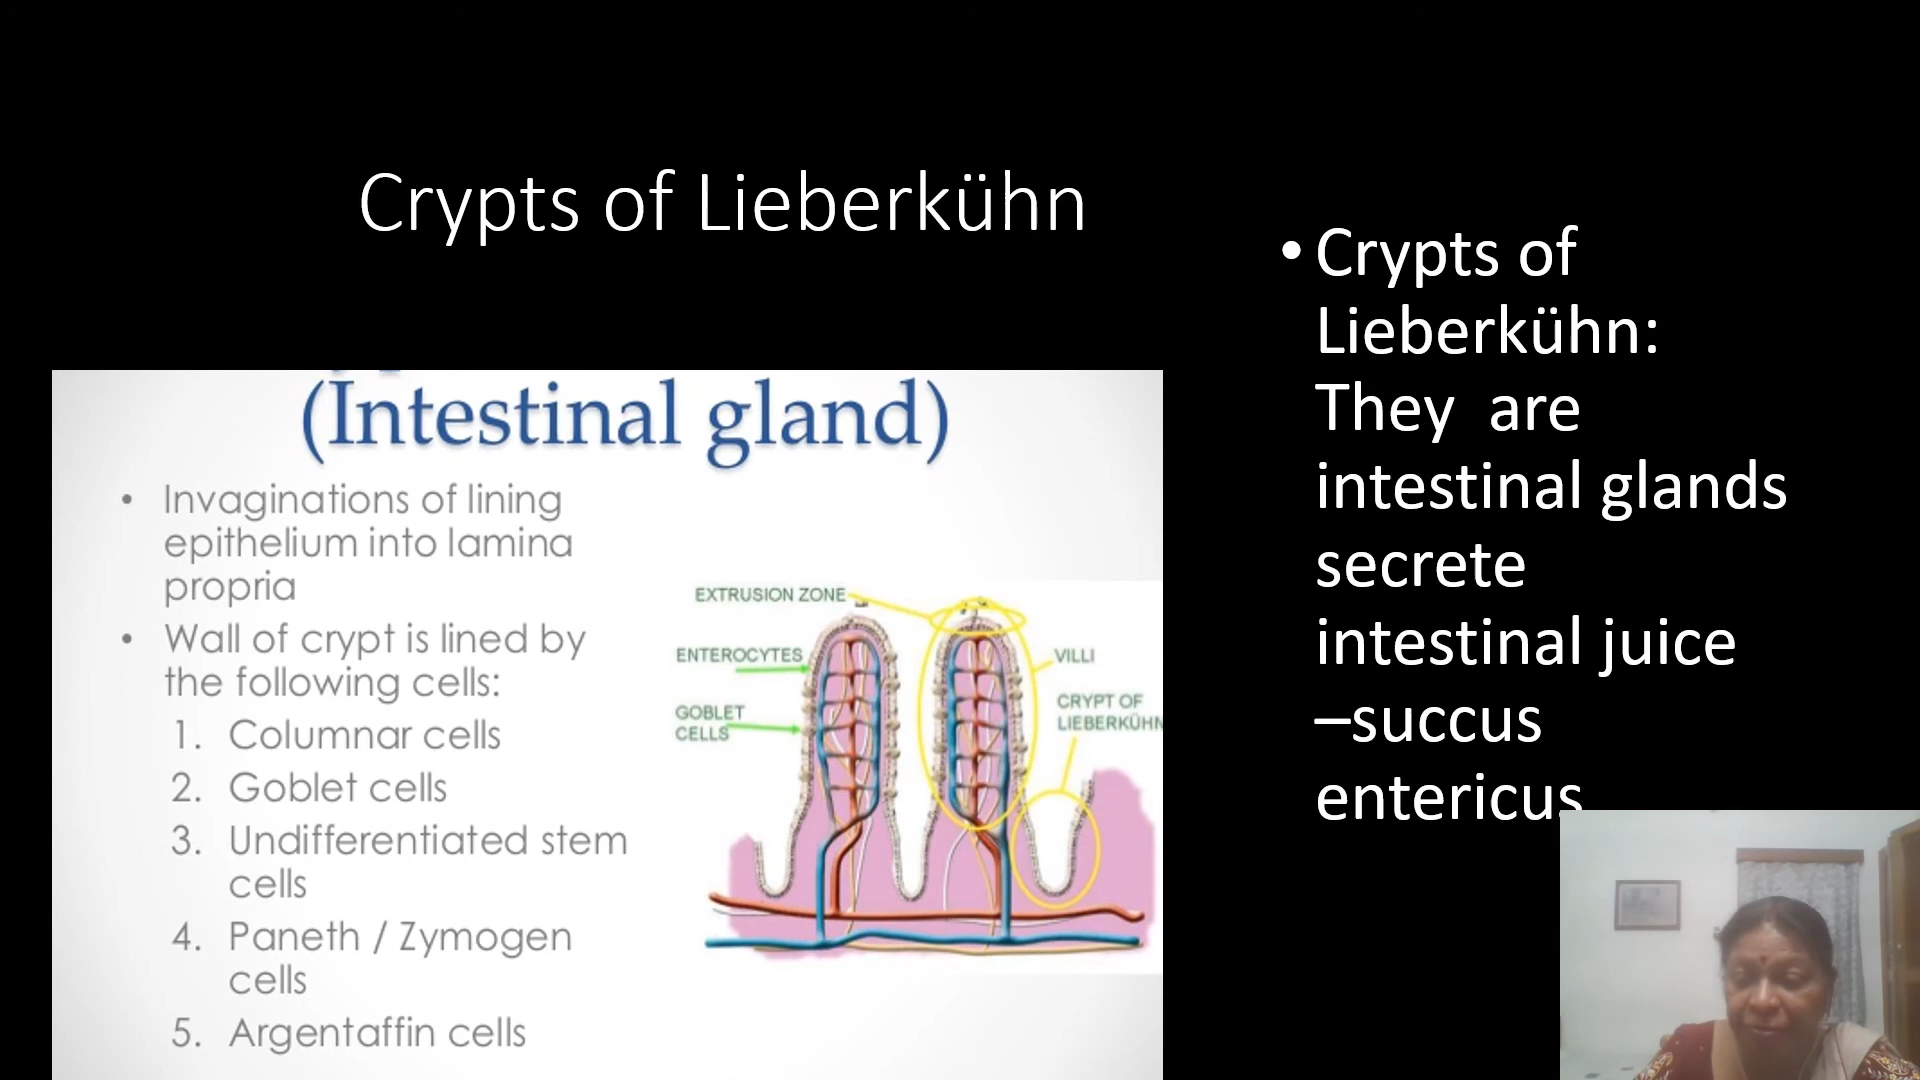 Crypts of Lieberkühn
(Intestinal gland)
• Invaginations of lining
epithelium into lamina
propria
• Wall of crypt is lined by
the following cells:
1. Columnar cells
2. Goblet cells
3. Undifferentiated stem
cells
4. Paneth / Zymogen
cells
5. Argentaffin cells
EXTRUSION ZONE
ENTEROCYTES
GOBLET
CELLS
VILLI
CRYPT OF
LIEBERKÜHN
• Crypts of
Lieberkühn:
They are
intestinal glands
secrete
intestinal juice
–succus
entericus